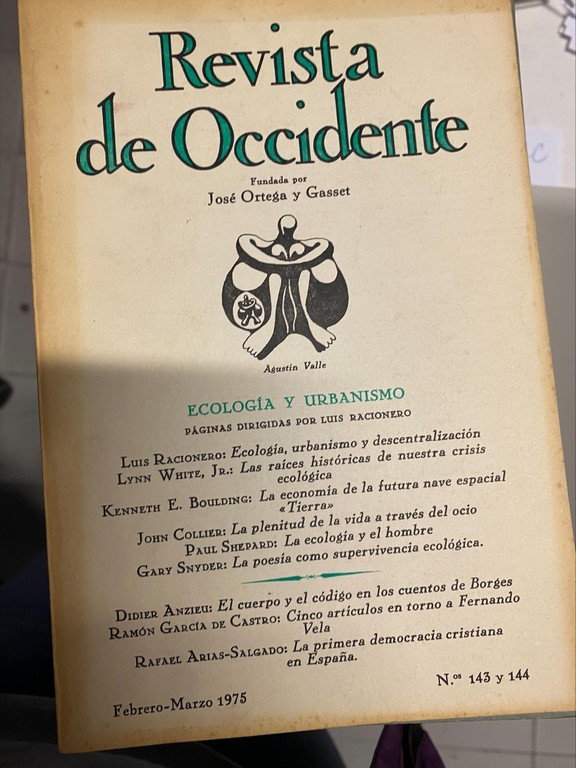 Revista
de Occidente
Fundada por
José Ortega y Gasset
Agustín Valle
ECOLOGÍA Y URBANISMO
PÁGINAS DIRIGIDAS POR LUIS RACIONERO
LUIS RACIONERO: Ecología, urbanismo y descentralización
LYNN WHITE, JR.: Las raíces históricas de nuestra crisis
ecológica
KENNETH E. BOULDING: La economía de la futura nave espacial
«Tierra»
JOHN COLLIER: La plenitud de la vida a través del ocio
PAUL SHEPARD: La ecología y el hombre
GARY SNYDER: La poesía como supervivencia ecológica.
DIDIER ANZIEU: El cuerpo y el código en los cuentos de Borges
RAMÓN GARCÍA DE CASTRO: Cinco artículos en torno a Fernando
Vela
RAFAEL ARIAS-SALGADO: La primera democracia cristiana
en España.
Febrero-Marzo 1975
N.os 143 y 144